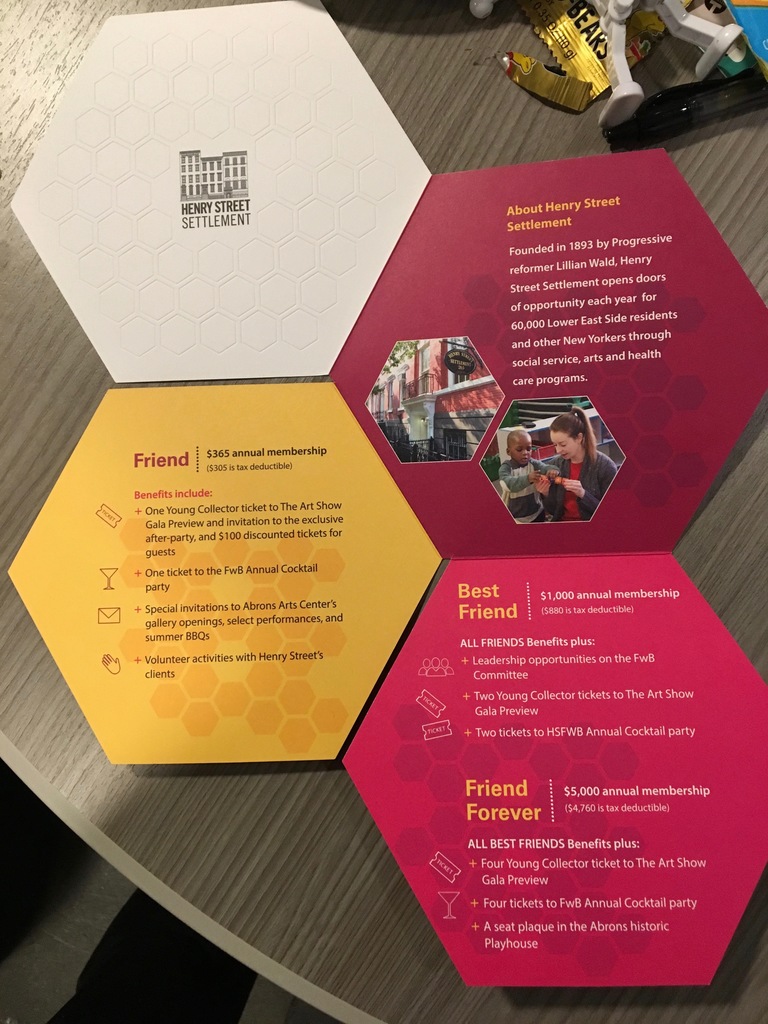 BEARS
HENRY STREET
SETTLEMENT
About Henry Street
Settlement
Founded in 1893 by Progressive
reformer Lillian Wald, Henry
Street Settlement opens doors
of opportunity each year for
60,000 Lower East Side residents
and other New Yorkers through
social service, arts and health
care programs.
HENRY STREET
SETTLEMENT
265
Friend
$365 annual membership
($305 is tax deductible)
Benefits include:
TICKET
+ One Young Collector ticket to The Art Show
Gala Preview and invitation to the exclusive
after-party, and $100 discounted tickets for
guests
+ One ticket to the FwB Annual Cocktail
party
+ Special invitations to Abrons Arts Center's
gallery openings, select performances, and
summer BBQs
+ Volunteer activities with Henry Street's
clients
Best
Friend
$1,000 annual membership
($880 is tax deductible)
ALL FRIENDS Benefits plus:
+ Leadership opportunities on the FwB
Committee
TICKET
+ Two Young Collector tickets to The Art Show
Gala Preview
TICKET
+ Two tickets to HSFWB Annual Cocktail party
Friend
Forever
$5,000 annual membership
($4,760 is tax deductible)
ALL BEST FRIENDS Benefits plus:
TICKET
+ Four Young Collector ticket to The Art Show
Gala Preview
+ Four tickets to FwB Annual Cocktail party
+ A seat plaque in the Abrons historic
Playhouse